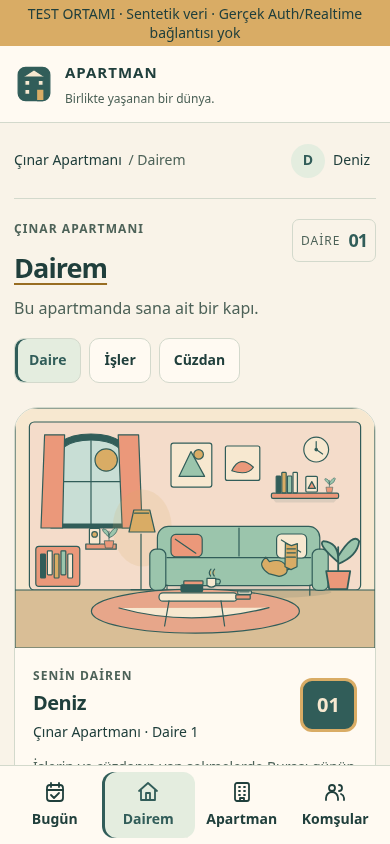 TEST ORTAMI · Sentetik veri · Gerçek Auth/Realtime
bağlantısı yok
APARTMAN
Birlikte yaşanan bir dünya.
Çınar Apartmanı / Dairem
D Deniz
ÇINAR APARTMANI
DAİRE 01
Dairem
Bu apartmanda sana ait bir kapı.
Daire İşler Cüzdan
SENİN DAİREN
Deniz
01
Çınar Apartmanı · Daire 1
Bugün Dairem Apartman Komşular